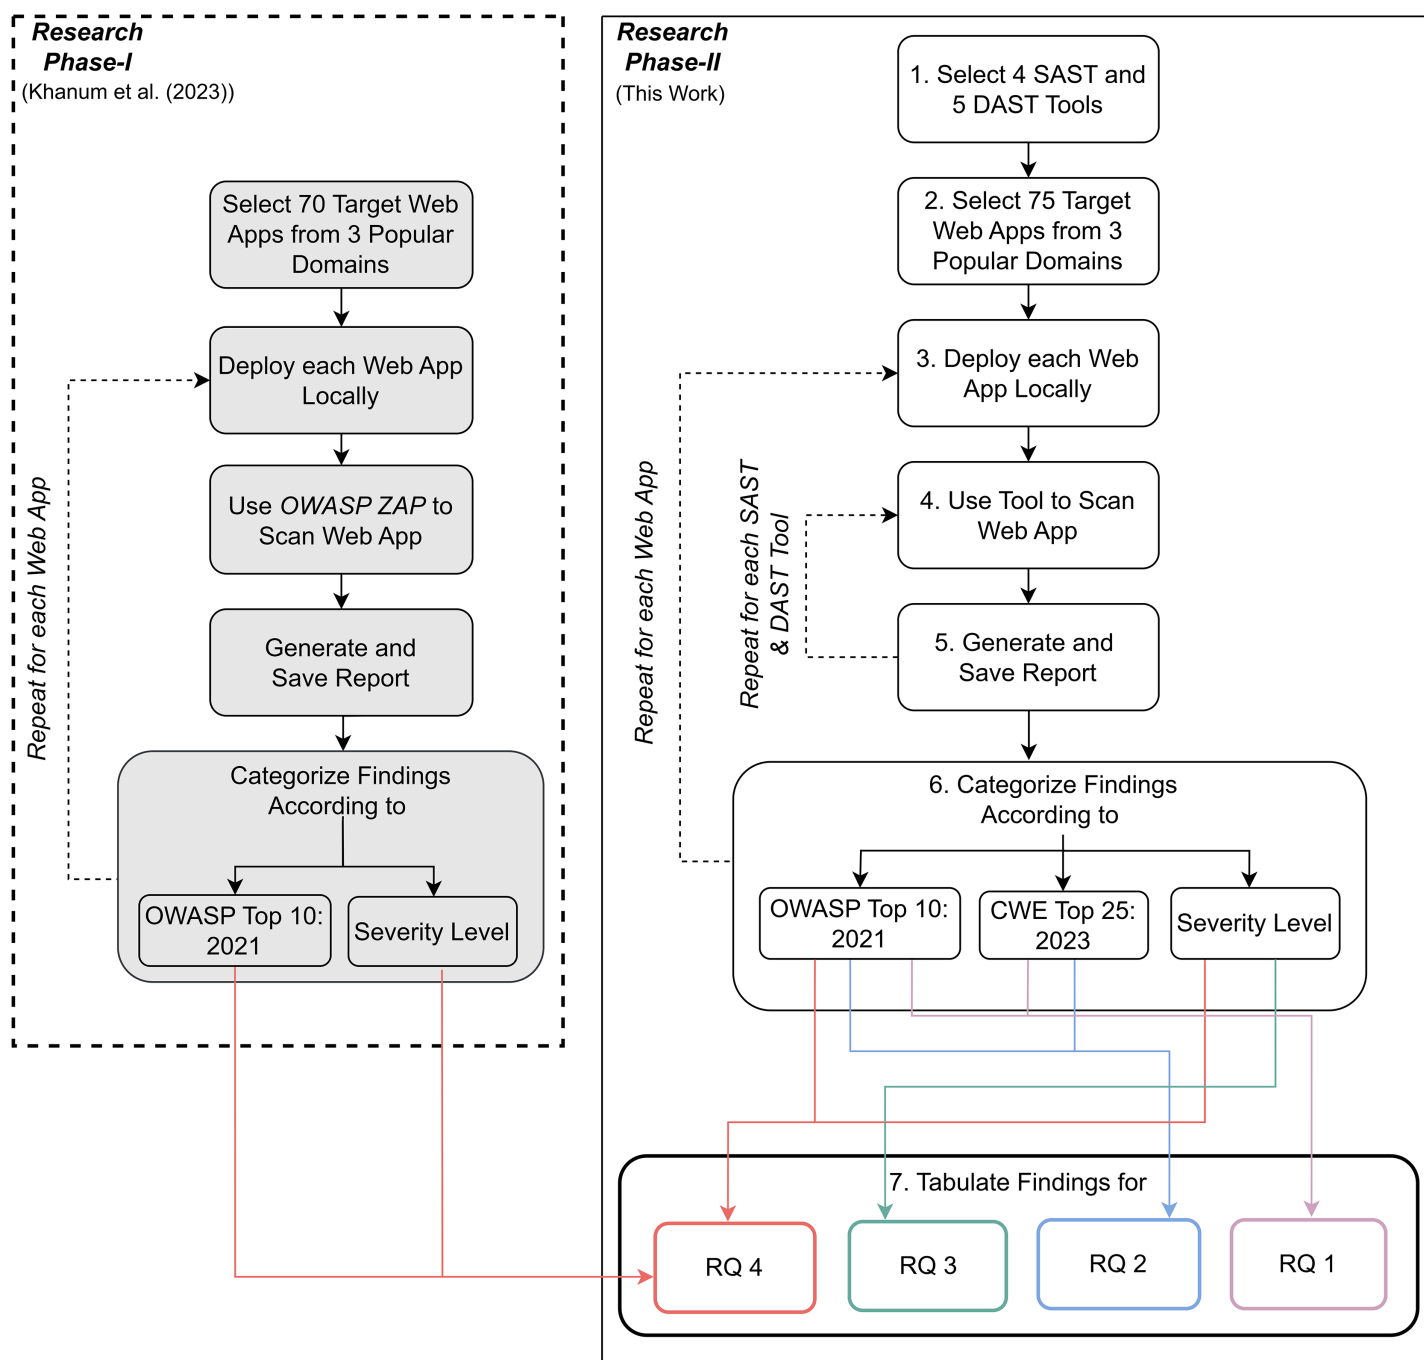 Research
Phase-I
(Khanum et al. (2023))
Select 70 Target Web
Apps from 3 Popular
Domains
Deploy each Web App
Locally
Use OWASP ZAP to
Scan Web App
Generate and
Save Report
Categorize Findings
According to
OWASP Top 10:
2021
Severity Level
Repeat for each Web App
Research
Phase-II
(This Work)
1. Select 4 SAST and
5 DAST Tools
2. Select 75 Target
Web Apps from 3
Popular Domains
3. Deploy each Web
App Locally
4. Use Tool to Scan
Web App
5. Generate and
Save Report
Repeat for each Web App
Repeat for each SAST
& DAST Tool
6. Categorize Findings
According to
OWASP Top 10:
2021
CWE Top 25:
2023
Severity Level
7. Tabulate Findings for
RQ 4
RQ 3
RQ 2
RQ 1